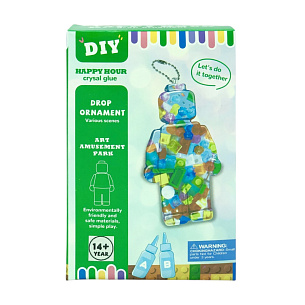 DIY
HAPPY HOUR
crysal glue
Let's do
it together
DROP
ORNAMENT
Various scenes
ART
AMUSEMENT
PARK
Environmentally
friendly and
safe materials,
simple play.
14+
YEAR
A
B
WARNING: